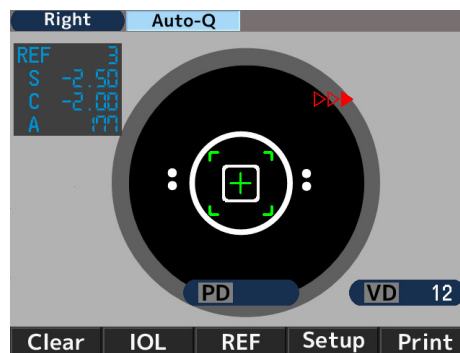 Right Auto-Q
REF 3
S -2.50
C -2.00
A 177
PD
VD 12
Clear IOL REF Setup Print